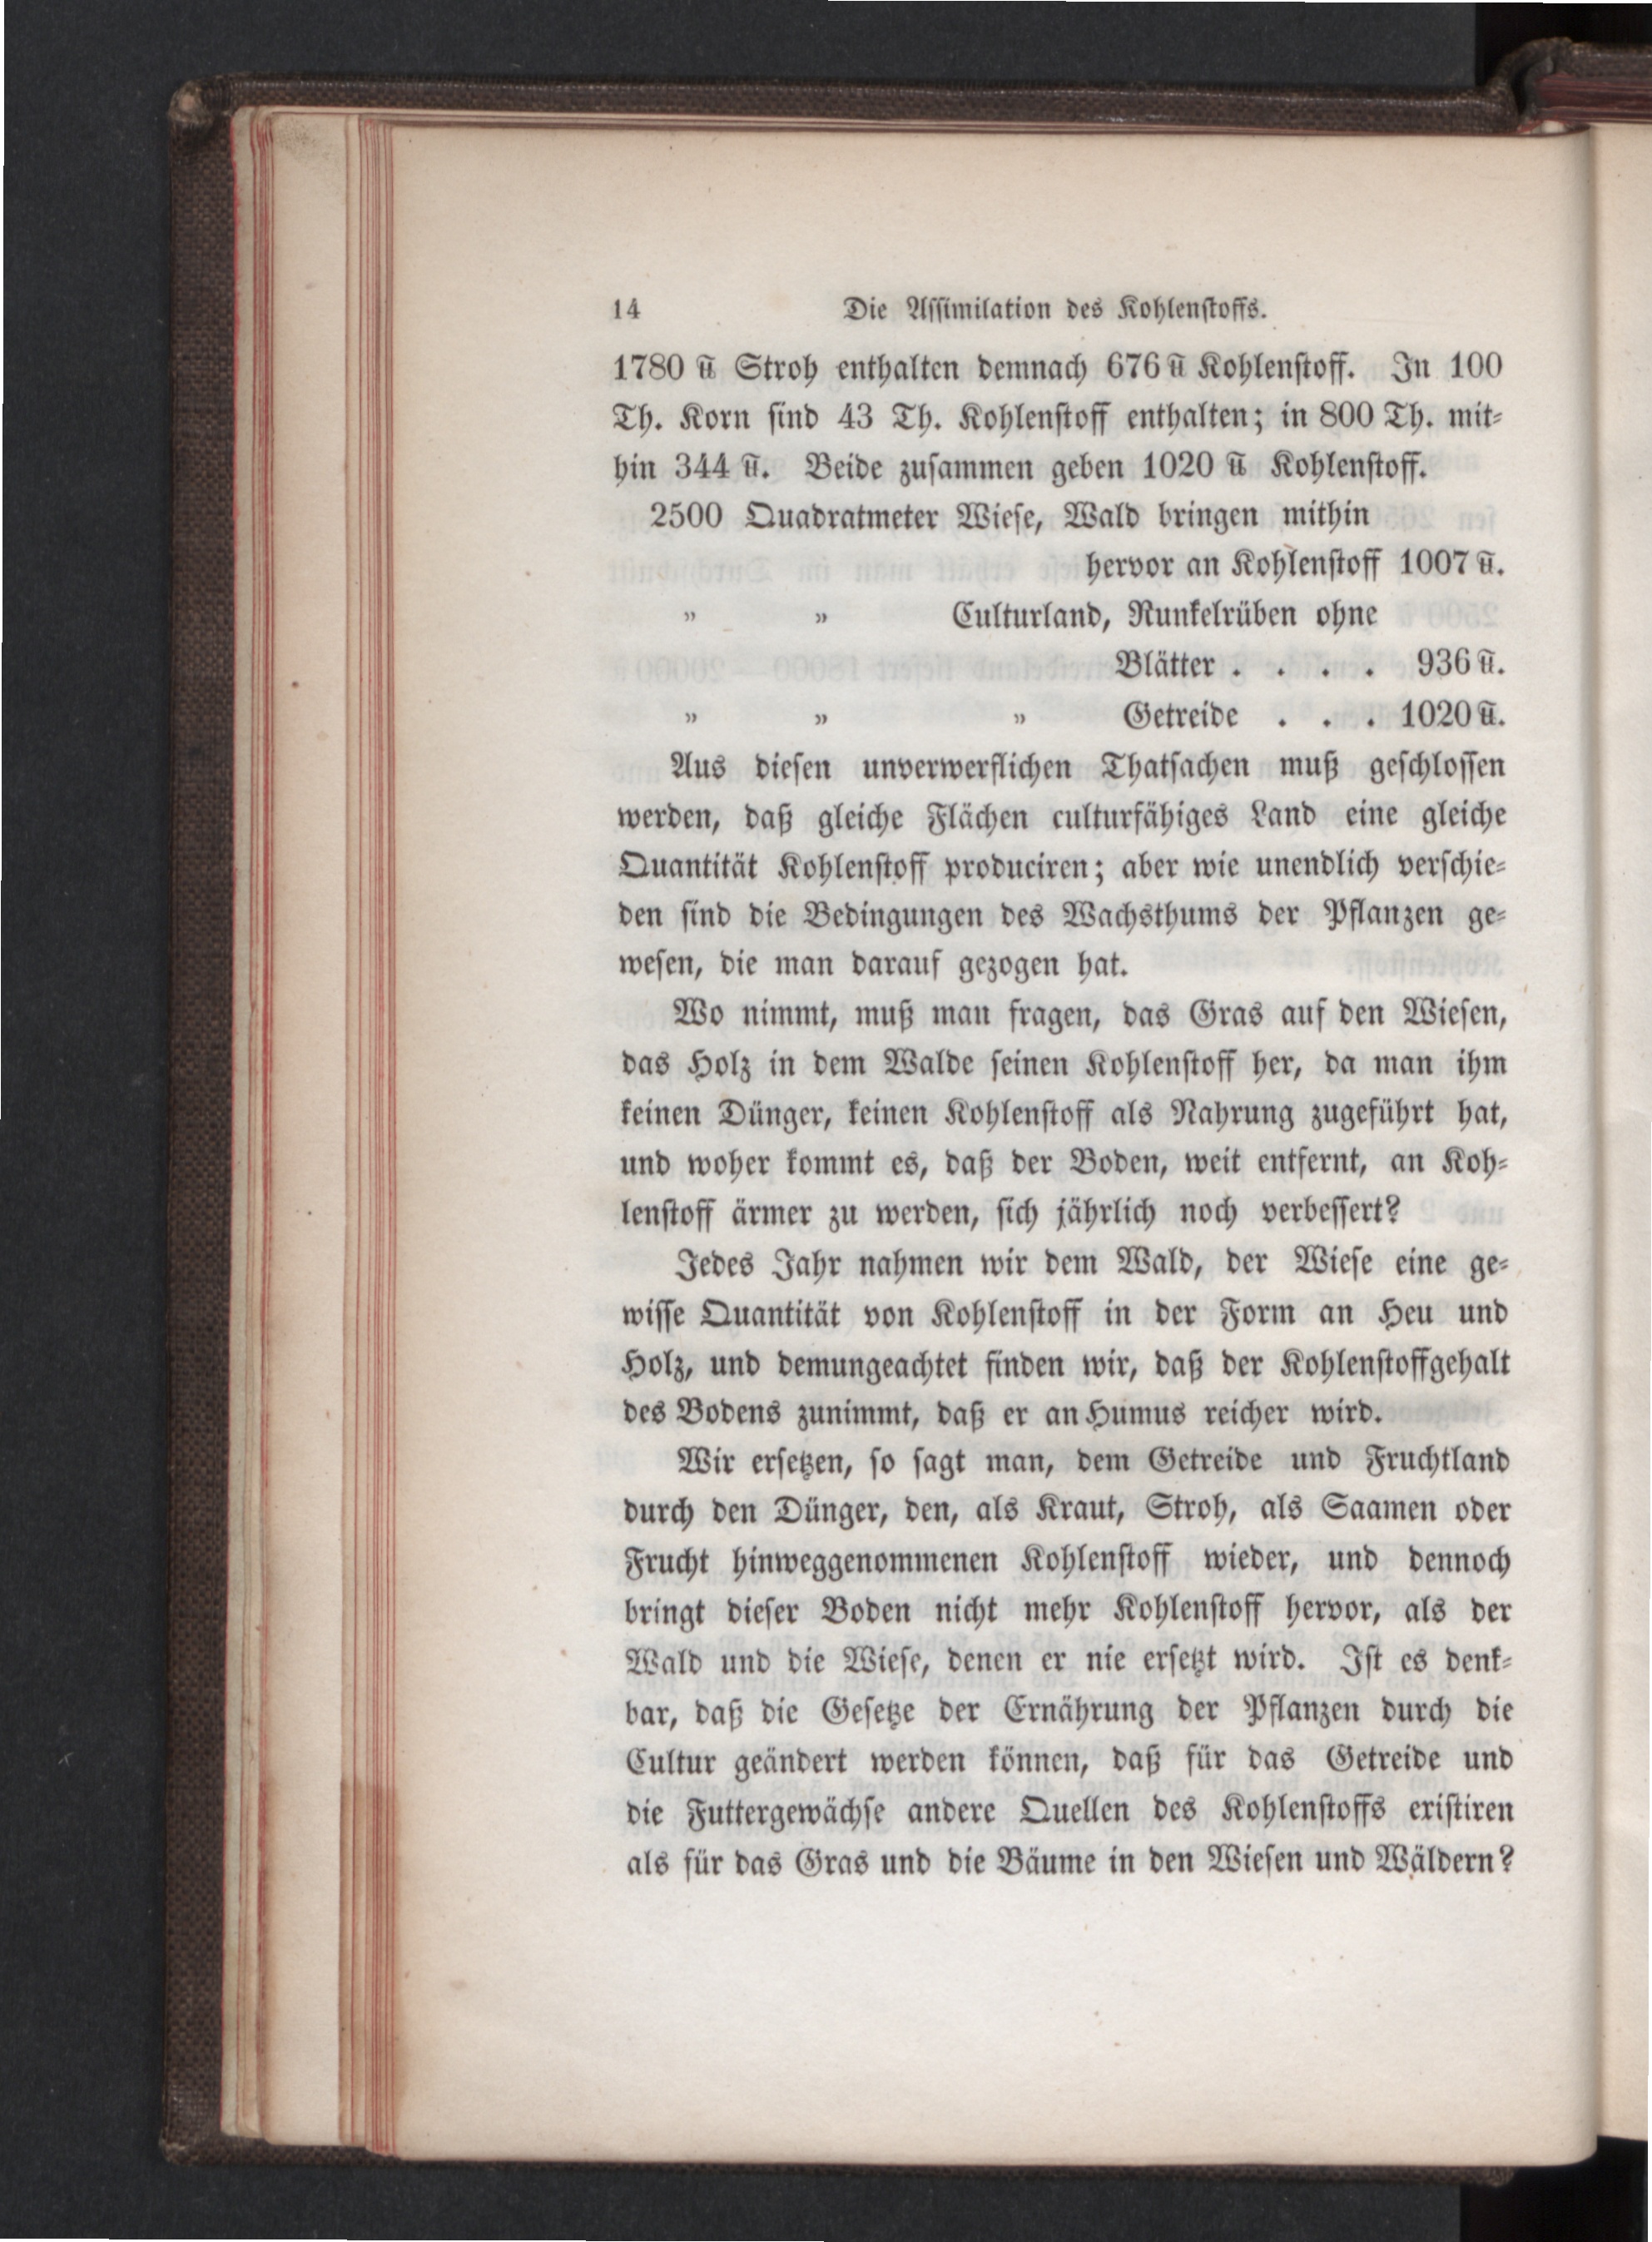 14 Die Assimilation des Kohlenstoffs.
1780 ℔ Stroh enthalten demnach 676 ℔ Kohlenstoff. In 100
Th. Korn sind 43 Th. Kohlenstoff enthalten; in 800 Th. mit-
hin 344 ℔. Beide zusammen geben 1020 ℔ Kohlenstoff.
2500 Quadratmeter Wiese, Wald bringen mithin
hervor an Kohlenstoff 1007 ℔.
„ „ Culturland, Runkelrüben ohne
Blätter . . . . 936 ℔.
„ „ „ Getreide . . . 1020 ℔.
Aus diesen unverwerflichen Thatsachen muß geschlossen
werden, daß gleiche Flächen culturfähiges Land eine gleiche
Quantität Kohlenstoff produciren; aber wie unendlich verschie-
den sind die Bedingungen des Wachsthums der Pflanzen ge-
wesen, die man darauf gezogen hat.
Wo nimmt, muß man fragen, das Gras auf den Wiesen,
das Holz in dem Walde seinen Kohlenstoff her, da man ihm
keinen Dünger, keinen Kohlenstoff als Nahrung zugeführt hat,
und woher kommt es, daß der Boden, weit entfernt, an Koh-
lenstoff ärmer zu werden, sich jährlich noch verbessert?
Jedes Jahr nahmen wir dem Wald, der Wiese eine ge-
wisse Quantität von Kohlenstoff in der Form an Heu und
Holz, und demungeachtet finden wir, daß der Kohlenstoffgehalt
des Bodens zunimmt, daß er an Humus reicher wird.
Wir ersetzen, so sagt man, dem Getreide und Fruchtland
durch den Dünger, den, als Kraut, Stroh, als Saamen oder
Frucht hinweggenommenen Kohlenstoff wieder, und dennoch
bringt dieser Boden nicht mehr Kohlenstoff hervor, als der
Wald und die Wiese, denen er nie ersetzt wird. Ist es denk-
bar, daß die Gesetze der Ernährung der Pflanzen durch die
Cultur geändert werden können, daß für das Getreide und
die Futtergewächse andere Quellen des Kohlenstoffs existiren
als für das Gras und die Bäume in den Wiesen und Wäldern?